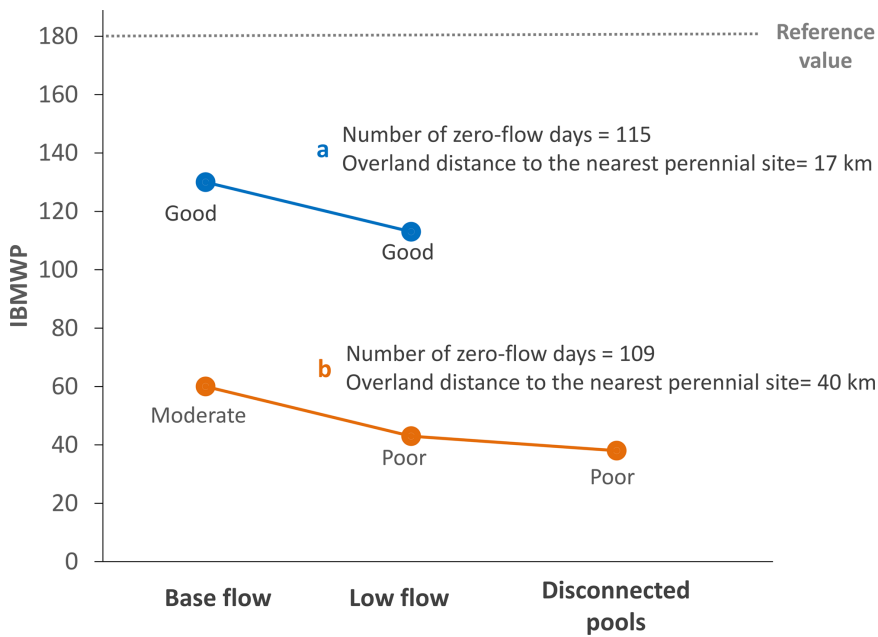 180
Reference
value
160
Number of zero-flow days = 115
a
140
Overland distance to the nearest perennial site= 17 km
Good
120
Good
100
IBMWP
80
Number of zero-flow days = 109
b
Overland distance to the nearest perennial site= 40 km
60
Moderate
40
Poor
Poor
20
0
Base flow
Low flow
Disconnected
pools